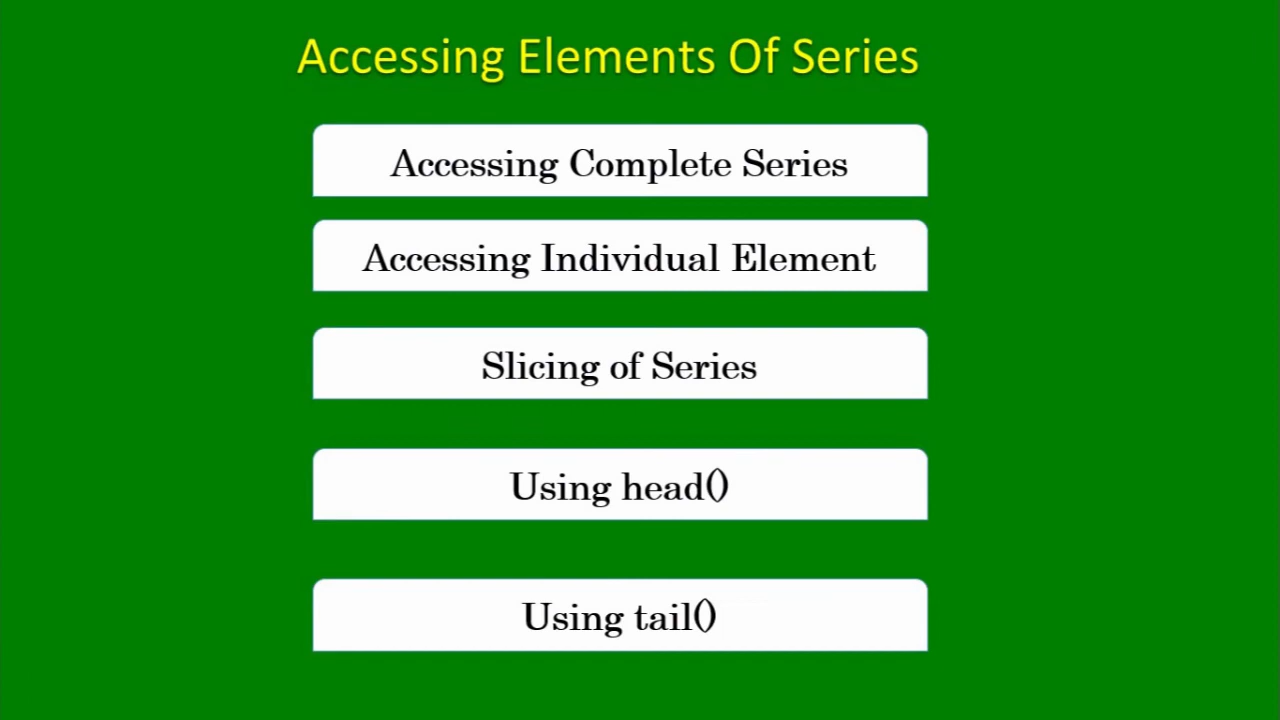 Accessing Elements Of Series
Accessing Complete Series
Accessing Individual Element
Slicing of Series
Using head()
Using tail()